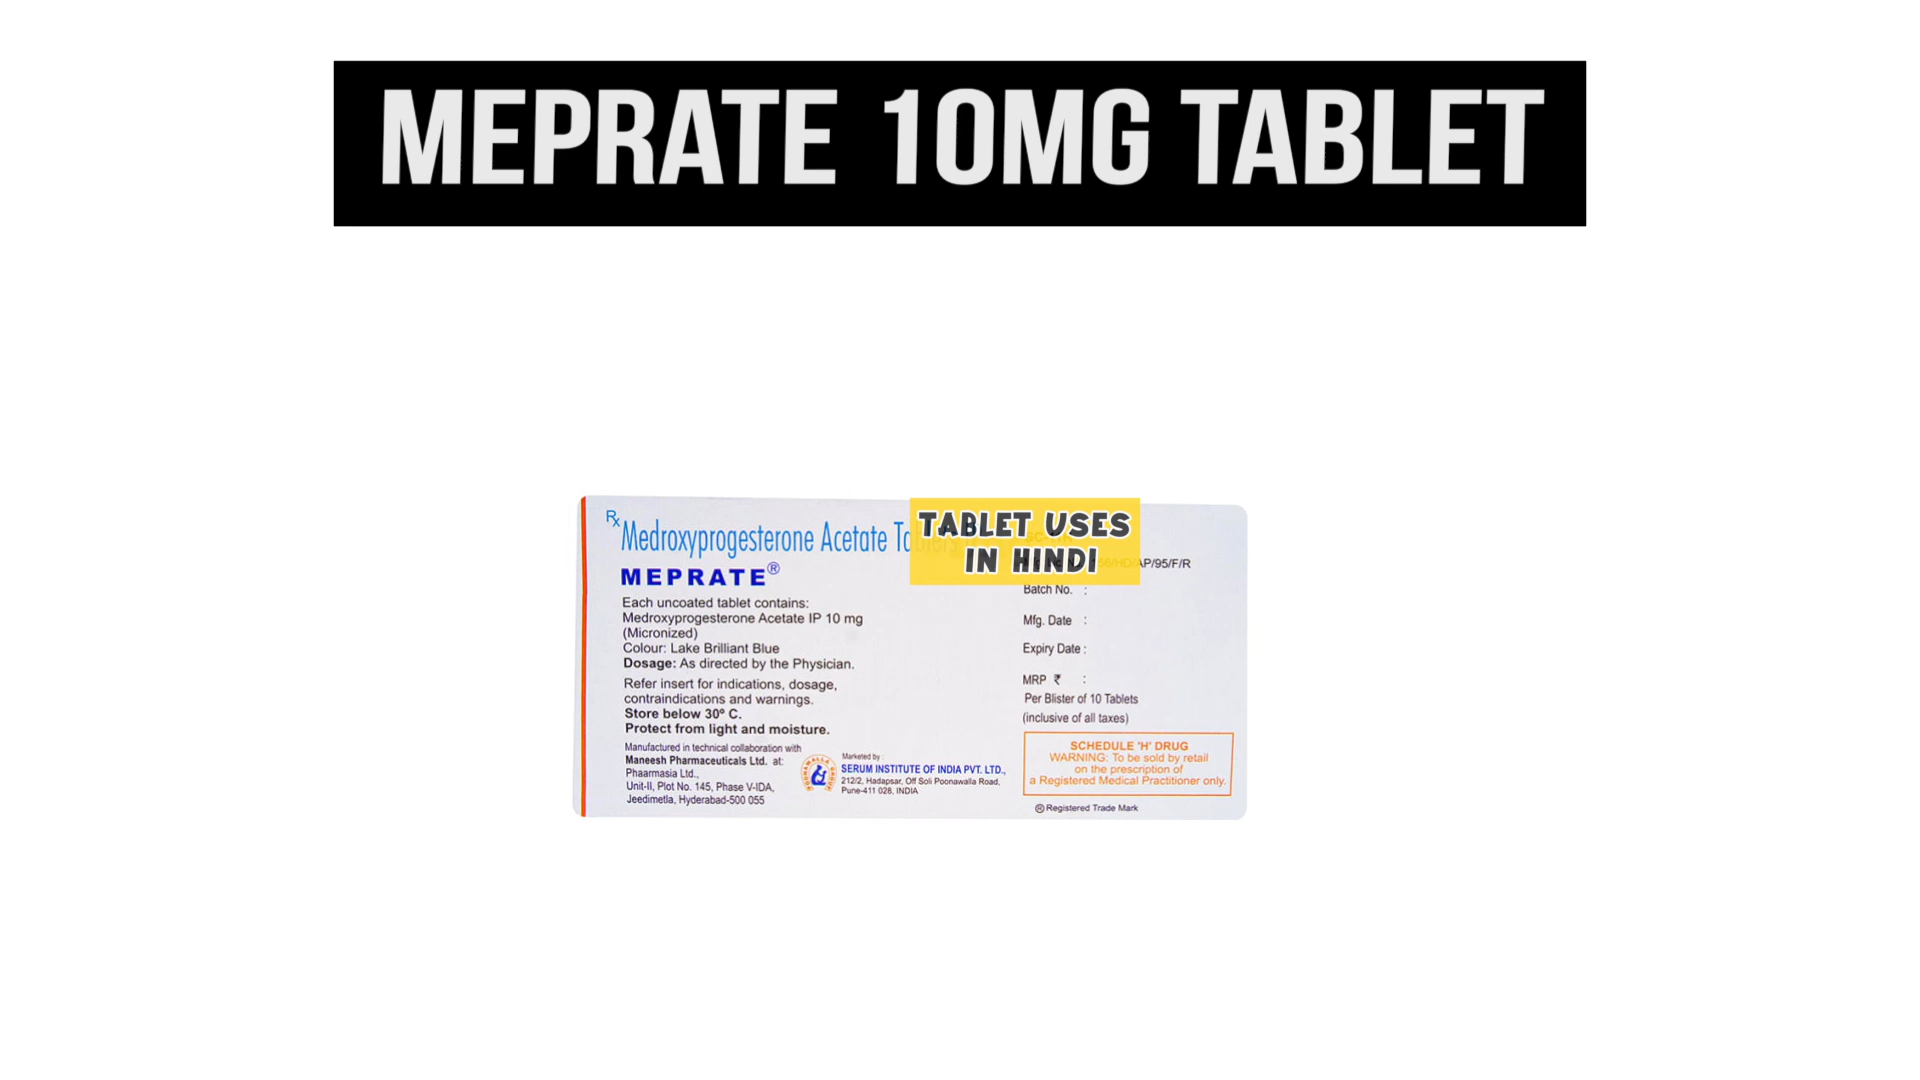 MEPRATE 10MG TABLET
TABLET USES
IN HINDI
Rx
Medroxyprogesterone Acetate
MEPRATE®
Each uncoated tablet contains:
Medroxyprogesterone Acetate IP 10 mg
(Micronized)
Colour: Lake Brilliant Blue
Dosage: As directed by the Physician.
Refer insert for indications, dosage,
contraindications and warnings.
Store below 30º C.
Protect from light and moisture.
Manufactured in technical collaboration with
Maneesh Pharmaceuticals Ltd. at:
Phaarmasia Ltd.,
Unit-II, Plot No. 145, Phase V-IDA,
Jeedimetla, Hyderabad-500 055
Marketed by :
SERUM INSTITUTE OF INDIA PVT. LTD.,
212/2, Hadapsar, Off Soli Poonawalla Road,
Pune-411 028, INDIA
/HD/AP/95/F/R
Batch No. :
Mfg. Date :
Expiry Date :
MRP ₹ :
Per Blister of 10 Tablets
(inclusive of all taxes)
SCHEDULE 'H' DRUG
WARNING: To be sold by retail
on the prescription of
a Registered Medical Practitioner only.
® Registered Trade Mark